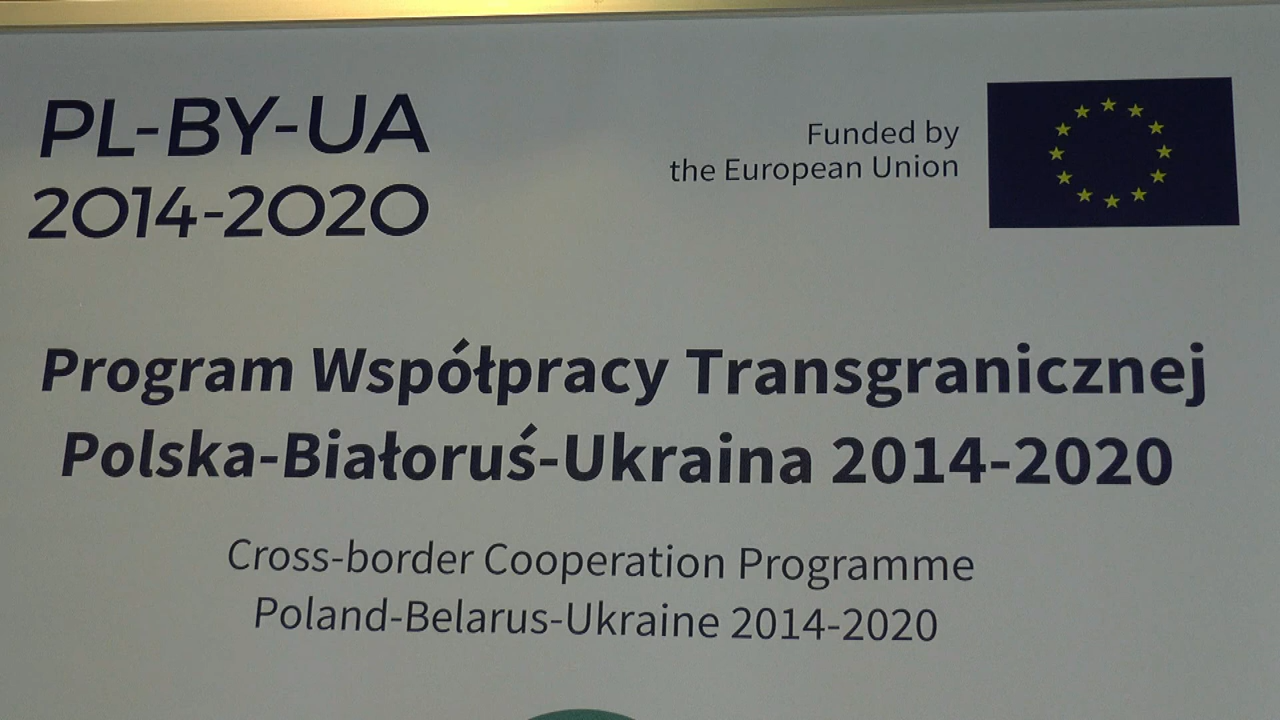 PL-BY-UA
2014-2020
Funded by
the European Union
Program Współpracy Transgranicznej
Polska-Białoruś-Ukraina 2014-2020
Cross-border Cooperation Programme
Poland-Belarus-Ukraine 2014-2020